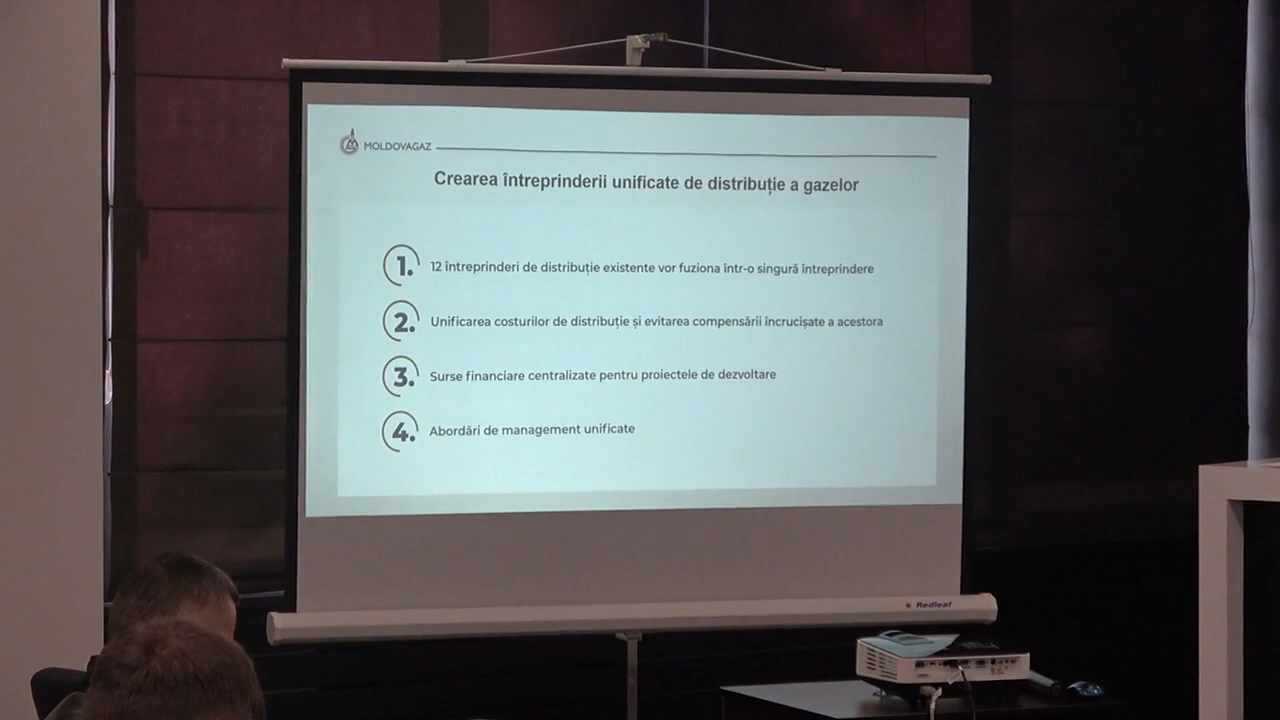 MOLDOVAGAZ
Crearea întreprinderii unificate de distribuție a gazelor
1. 12 întreprinderi de distribuție existente vor fuziona într-o singură întreprindere
2. Unificarea costurilor de distribuție și evitarea compensării încrucișate a acestora
3. Surse financiare centralizate pentru proiectele de dezvoltare
4. Abordări de management unificate
Redleaf